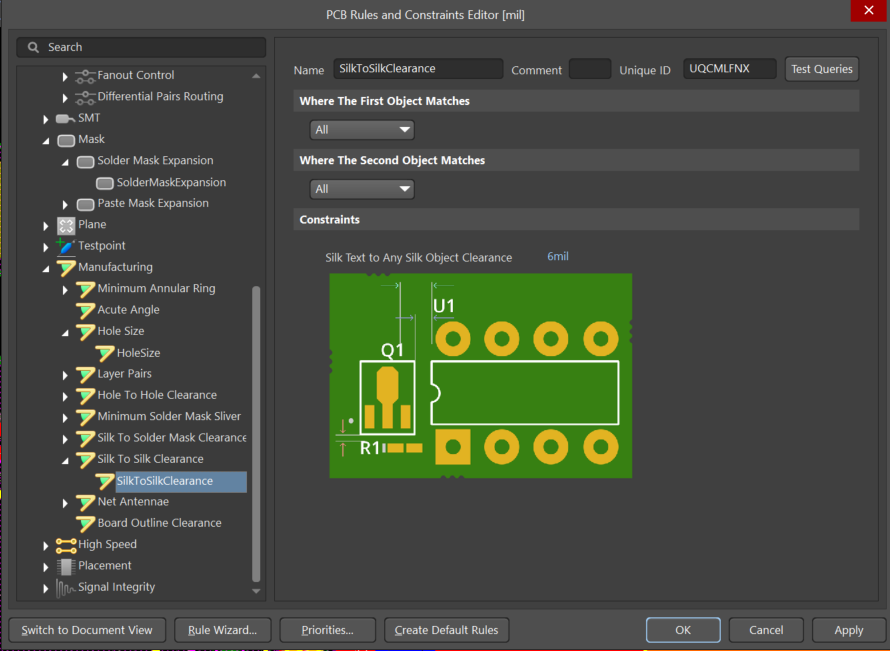 PCB Rules and Constraints Editor [mil]
Search
Fanout Control
Differential Pairs Routing
SMT
Mask
Solder Mask Expansion
SolderMaskExpansion
Paste Mask Expansion
Plane
Testpoint
Manufacturing
Minimum Annular Ring
Acute Angle
Hole Size
HoleSize
Layer Pairs
Hole To Hole Clearance
Minimum Solder Mask Sliver
Silk To Solder Mask Clearance
Silk To Silk Clearance
SilkToSilkClearance
Net Antennae
Board Outline Clearance
High Speed
Placement
Signal Integrity
Name SilkToSilkClearance Comment Unique ID UQCMLFNX Test Queries
Where The First Object Matches
All
Where The Second Object Matches
All
Constraints
Silk Text to Any Silk Object Clearance 6mil
U1
Q1
R1
Switch to Document View Rule Wizard... Priorities... Create Default Rules OK Cancel Apply